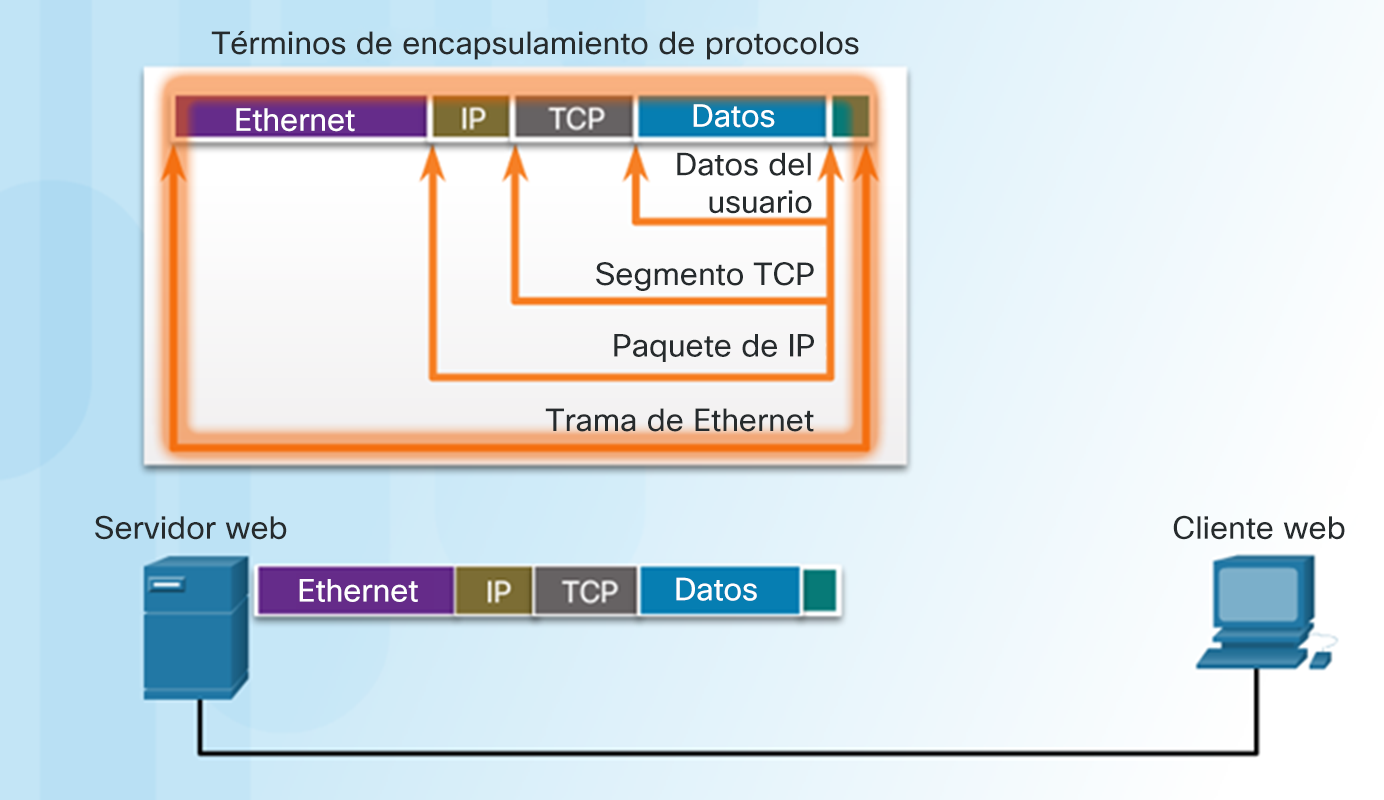 Términos de encapsulamiento de protocolos
Ethernet IP TCP Datos
Datos del
usuario
Segmento TCP
Paquete de IP
Trama de Ethernet
Servidor web
Cliente web
Ethernet IP TCP Datos